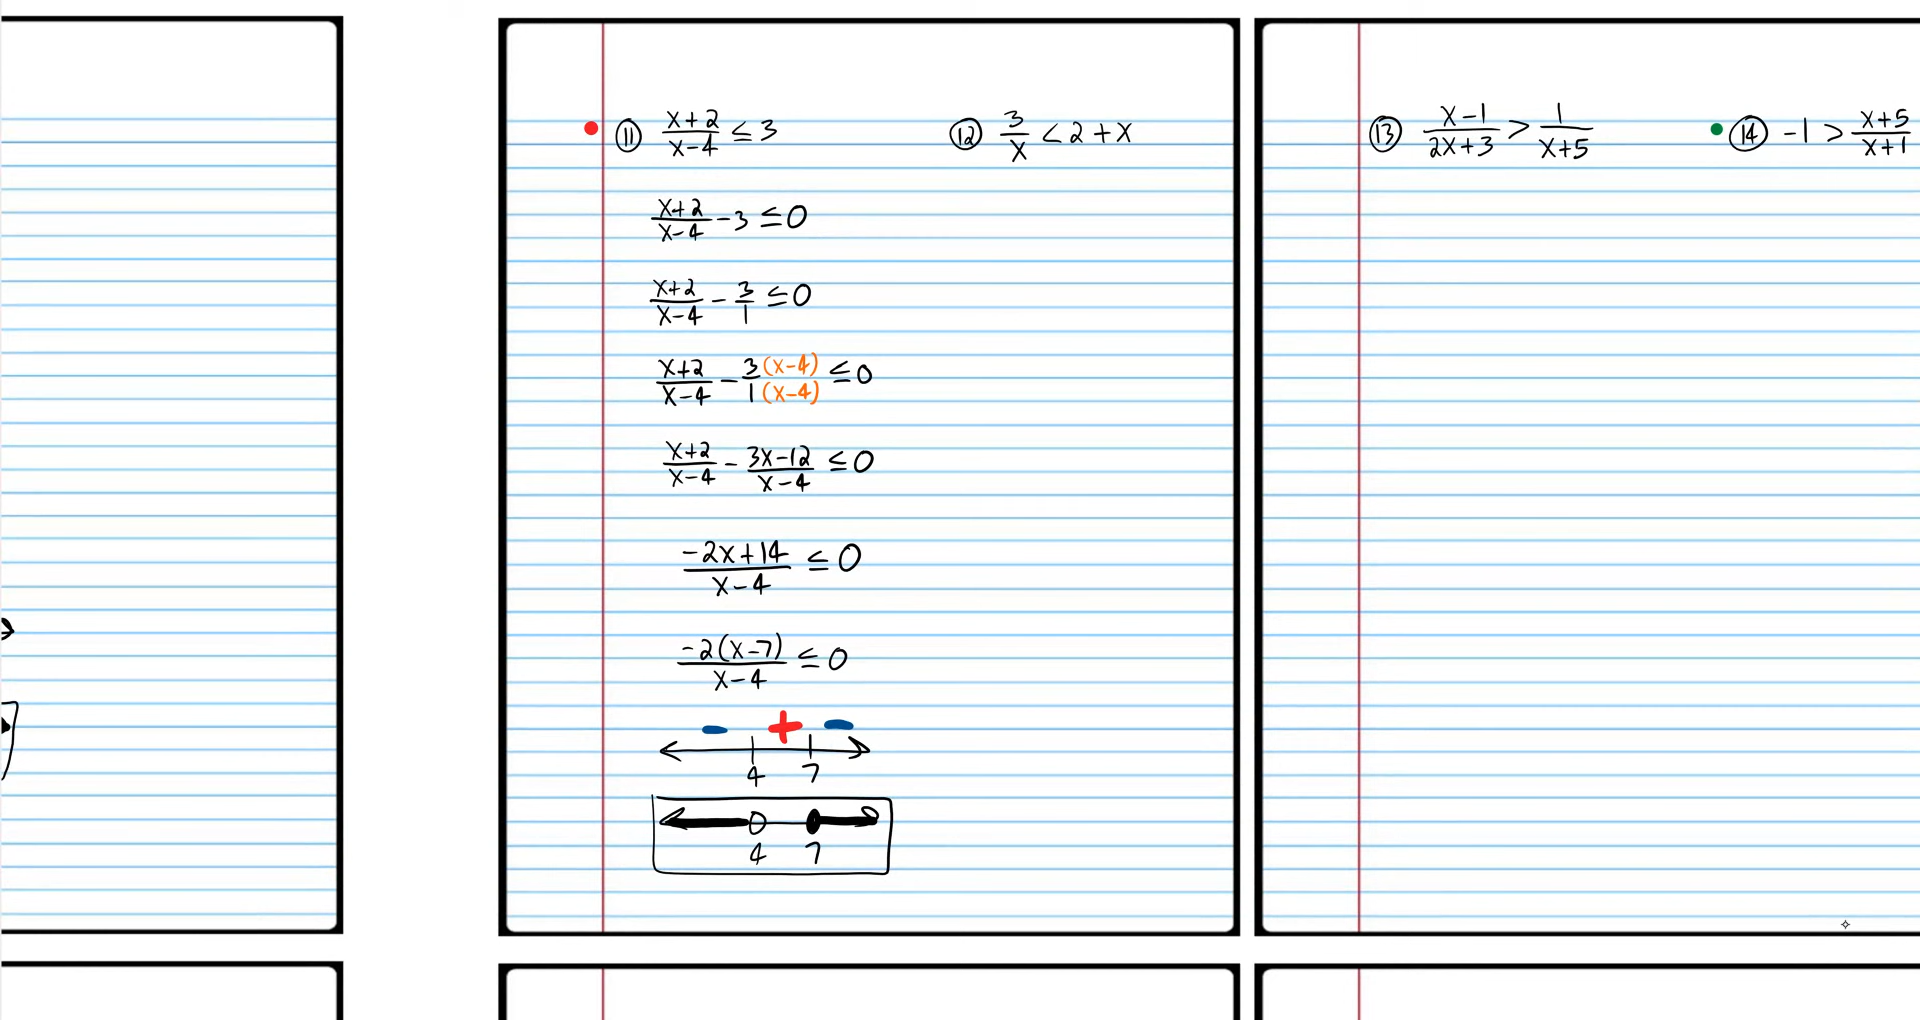 ⑪ (x+2)/(x-4) ≤ 3
(x+2)/(x-4) - 3 ≤ 0
(x+2)/(x-4) - 3/1 ≤ 0
(x+2)/(x-4) - 3(x-4)/1(x-4) ≤ 0
(x+2)/(x-4) - (3x-12)/(x-4) ≤ 0
(-2x+14)/(x-4) ≤ 0
-2(x-7)/(x-4) ≤ 0
- + -
4 7
4 7
⑫ 3/x < 2 + x
⑬ (x-1)/(2x+3) > 1/(x+5)
⑭ -1 > (x+5)/(x+1)